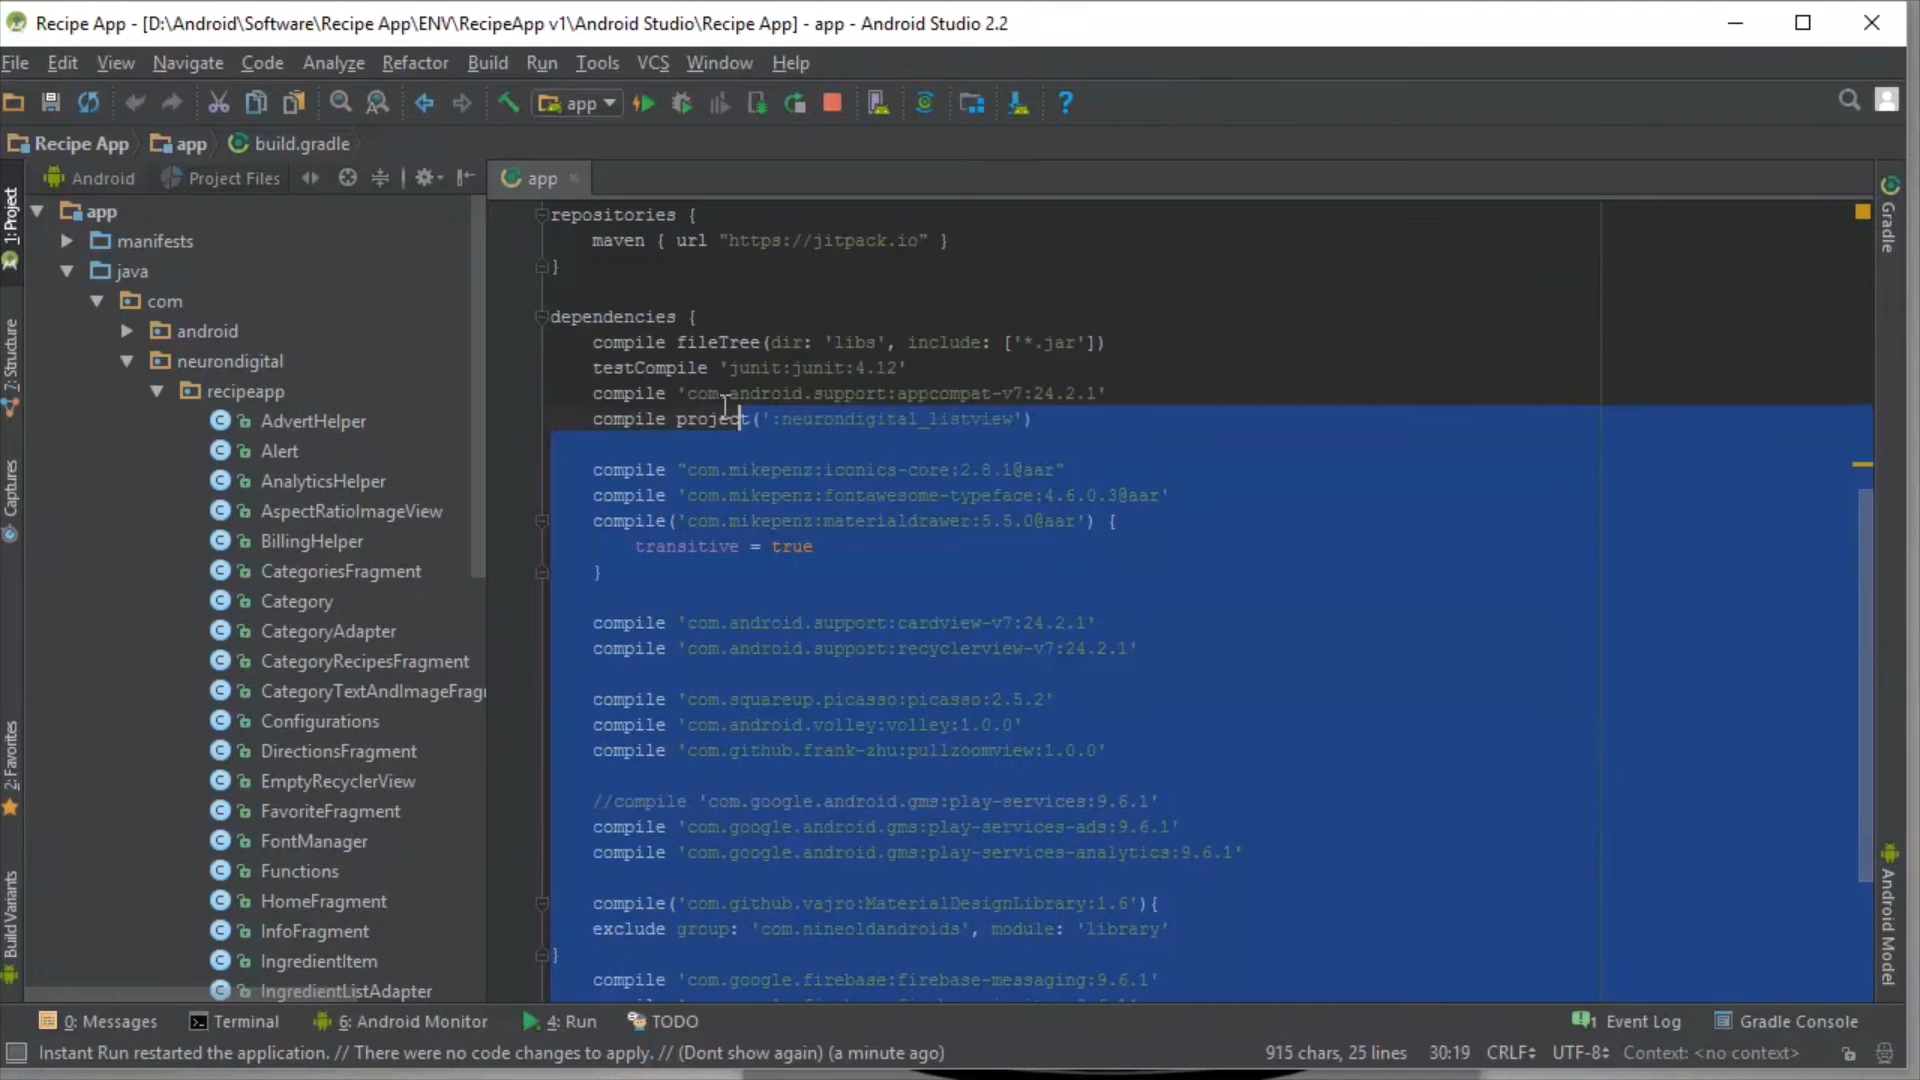 Recipe App - [D:\Android\Software\Recipe App\ENV\RecipeApp v1\Android Studio\Recipe App] - app - Android Studio 2.2
File Edit View Navigate Code Analyze Refactor Build Run Tools VCS Window Help
app
Recipe App app build.gradle
Android Project Files
app
1: Project
7: Structure
Captures
2: Favorites
Build Variants
app
manifests
java
com
android
neurondigital
recipeapp
AdvertHelper
Alert
AnalyticsHelper
AspectRatioImageView
BillingHelper
CategoriesFragment
Category
CategoryAdapter
CategoryRecipesFragment
CategoryTextAndImageFrag
Configurations
DirectionsFragment
EmptyRecyclerView
FavoriteFragment
FontManager
Functions
HomeFragment
InfoFragment
IngredientItem
IngredientListAdapter
repositories {
maven { url "https://jitpack.io" }
}
dependencies {
compile fileTree(dir: 'libs', include: ['*.jar'])
testCompile 'junit:junit:4.12'
compile 'com.android.support:appcompat-v7:24.2.1'
compile project(':neurondigital_listview')
compile "com.mikepenz:iconics-core:2.8.1@aar"
compile 'com.mikepenz:fontawesome-typeface:4.6.0.3@aar'
compile('com.mikepenz:materialdrawer:5.5.0@aar') {
transitive = true
}
compile 'com.android.support:cardview-v7:24.2.1'
compile 'com.android.support:recyclerview-v7:24.2.1'
compile 'com.squareup.picasso:picasso:2.5.2'
compile 'com.android.volley:volley:1.0.0'
compile 'com.github.frank-zhu:pullzoomview:1.0.0'
//compile 'com.google.android.gms:play-services:9.6.1'
compile 'com.google.android.gms:play-services-ads:9.6.1'
compile 'com.google.android.gms:play-services-analytics:9.6.1'
compile('com.github.vajro:MaterialDesignLibrary:1.6'){
exclude group: 'com.nineoldandroids', module: 'library'
}
compile 'com.google.firebase:firebase-messaging:9.6.1'
Gradle
Android Model
0: Messages Terminal 6: Android Monitor 4: Run TODO 1 Event Log Gradle Console
Instant Run restarted the application. // There were no code changes to apply. // (Dont show again) (a minute ago) 915 chars, 25 lines 30:19 CRLF UTF-8 Context: <no context>